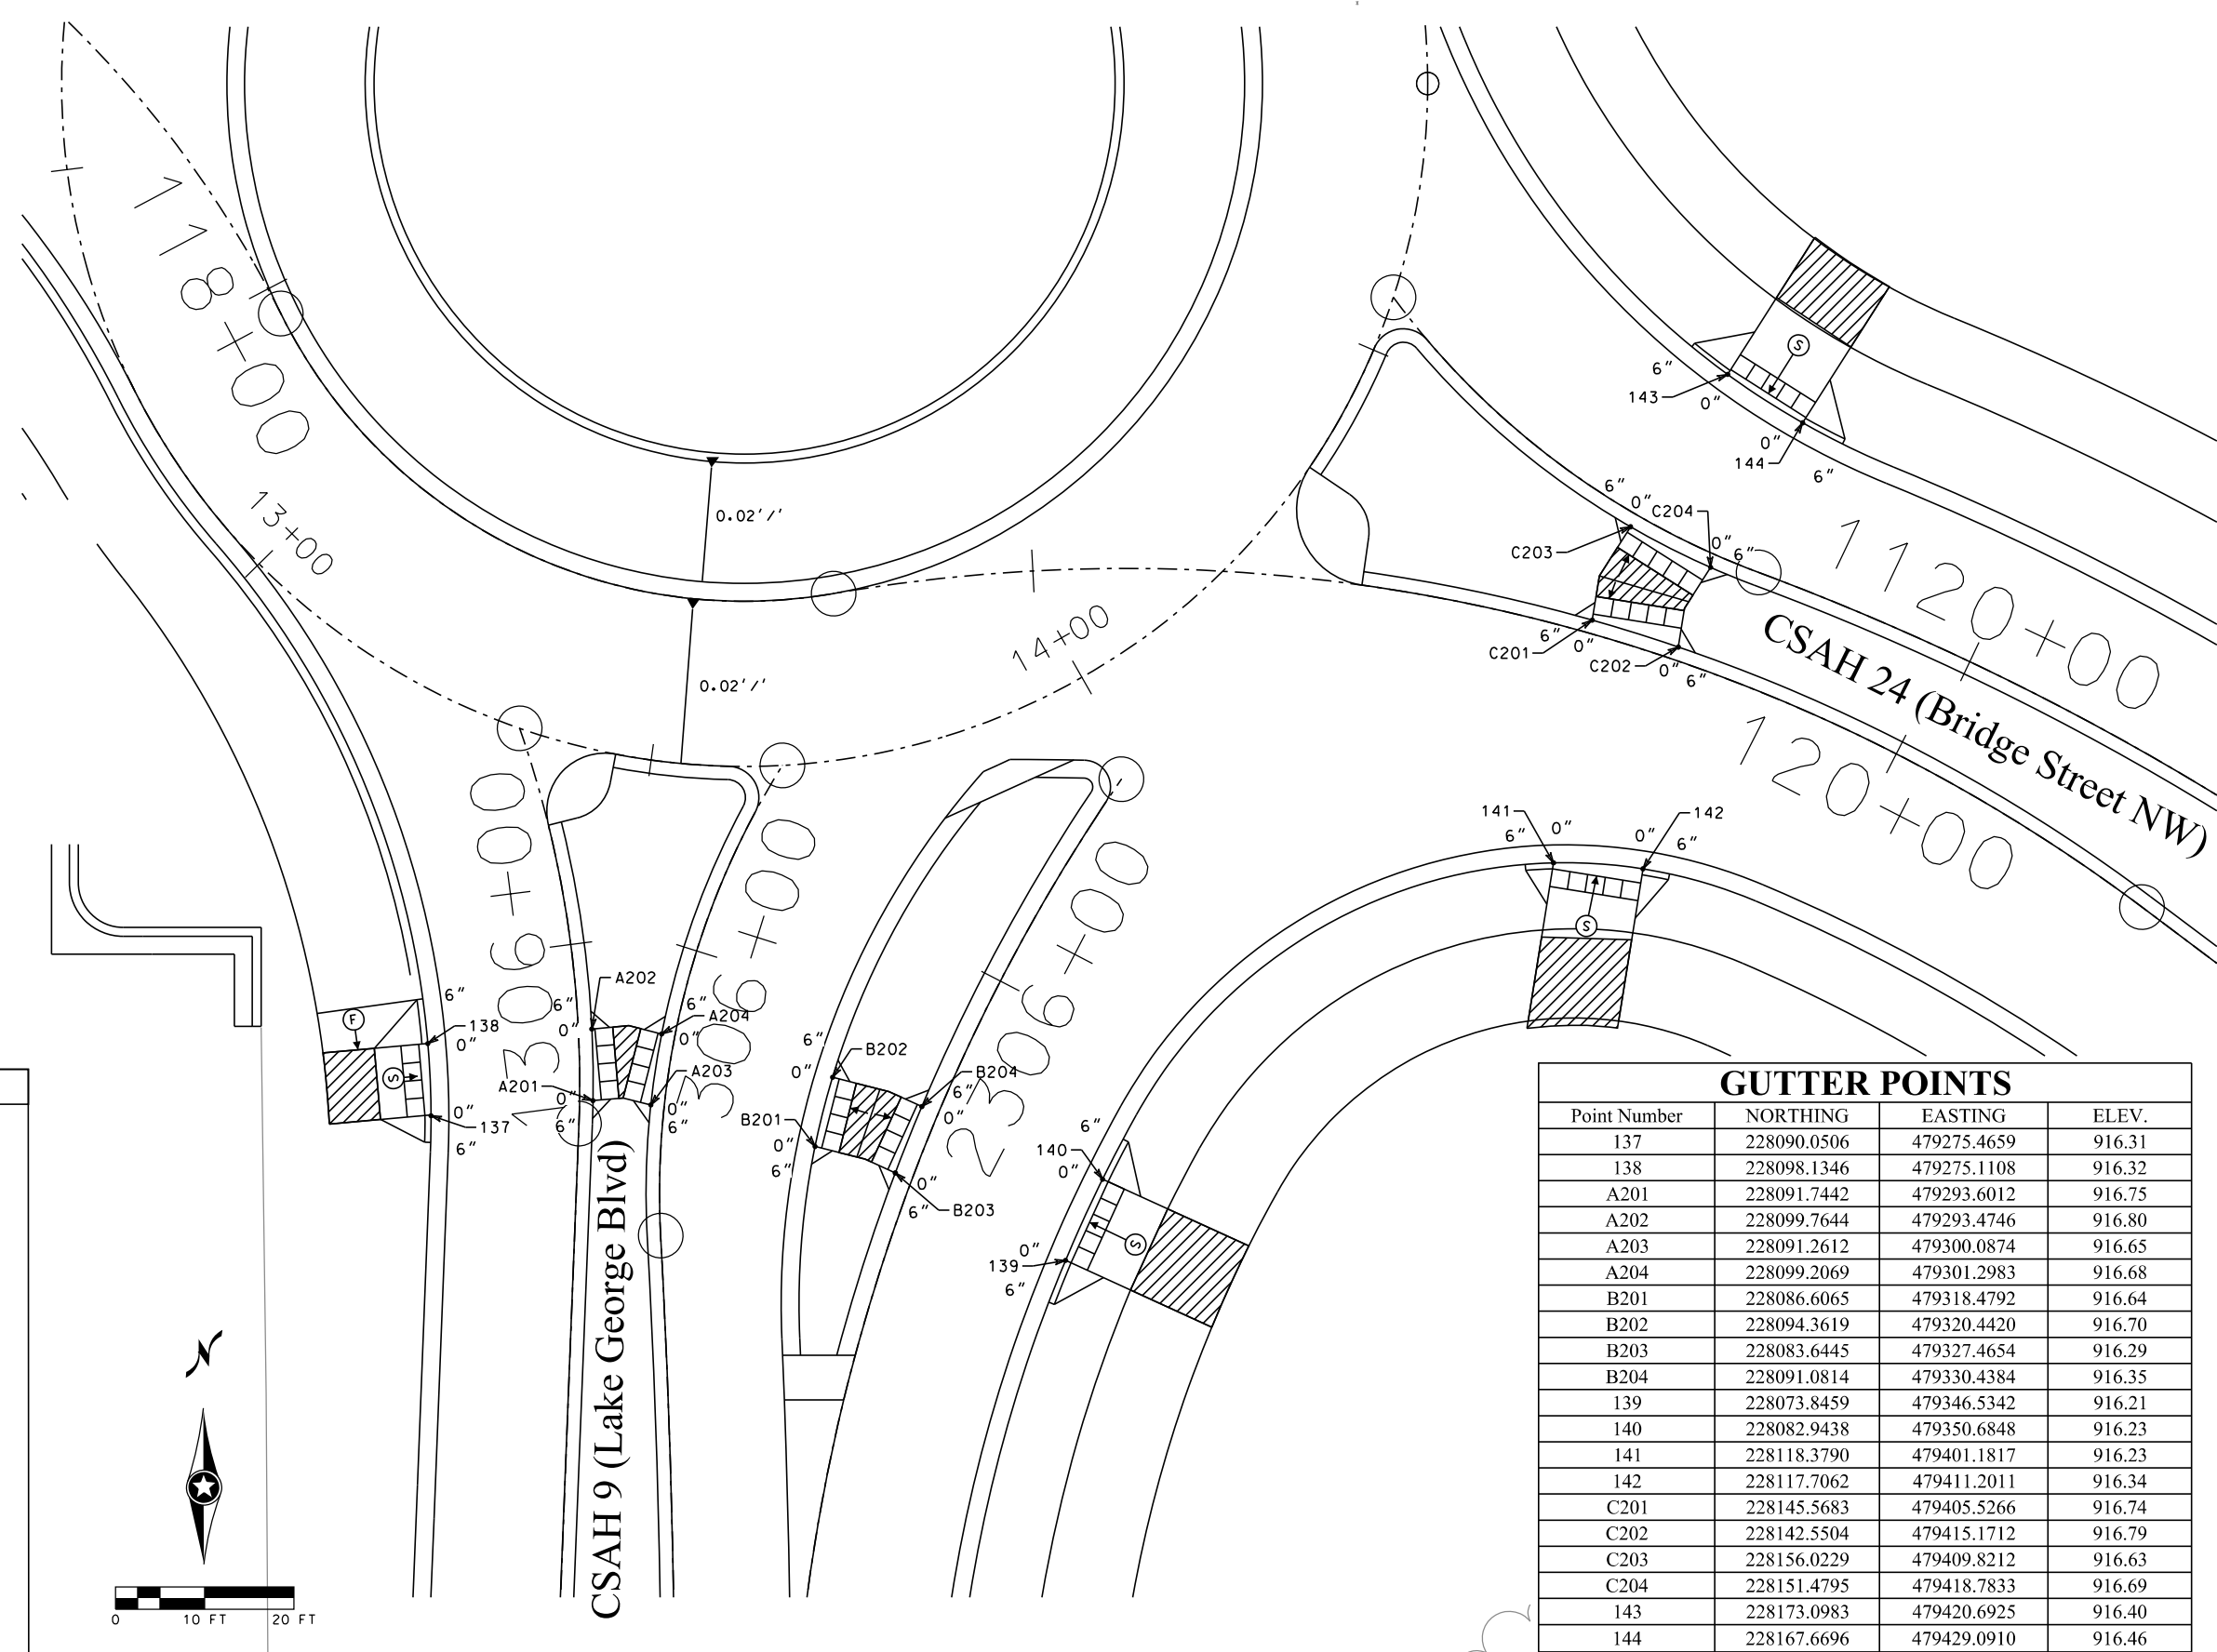 1118+00
13+00
0.02'/'
0.02'/'
14+00
6"
143
0"
0"
144
6"
6"
0"
C204
C203
0"
6"
6"
0"
C201
C202
0"
6"
1120+00
CSAH 24 (Bridge Street NW)
120+00
141
6"
0"
0"
142
6"
1309+00
2306+00
6"
138
0"
F
S
0"
137
6"
A202
6"
0"
6"
A204
0"
A201
0"
6"
A203
0"
6"
6"
B202
0"
B201
0"
6"
B204
6"
0"
0"
6"
B203
6"
140
0"
0"
139
6"
S
S
S
CSAH 9 (Lake George Blvd)
N
0
10 FT
20 FT
GUTTER POINTS
Point Number NORTHING EASTING ELEV.
137 228090.0506 479275.4659 916.31
138 228098.1346 479275.1108 916.32
A201 228091.7442 479293.6012 916.75
A202 228099.7644 479293.4746 916.80
A203 228091.2612 479300.0874 916.65
A204 228099.2069 479301.2983 916.68
B201 228086.6065 479318.4792 916.64
B202 228094.3619 479320.4420 916.70
B203 228083.6445 479327.4654 916.29
B204 228091.0814 479330.4384 916.35
139 228073.8459 479346.5342 916.21
140 228082.9438 479350.6848 916.23
141 228118.3790 479401.1817 916.23
142 228117.7062 479411.2011 916.34
C201 228145.5683 479405.5266 916.74
C202 228142.5504 479415.1712 916.79
C203 228156.0229 479409.8212 916.63
C204 228151.4795 479418.7833 916.69
143 228173.0983 479420.6925 916.40
144 228167.6696 479429.0910 916.46